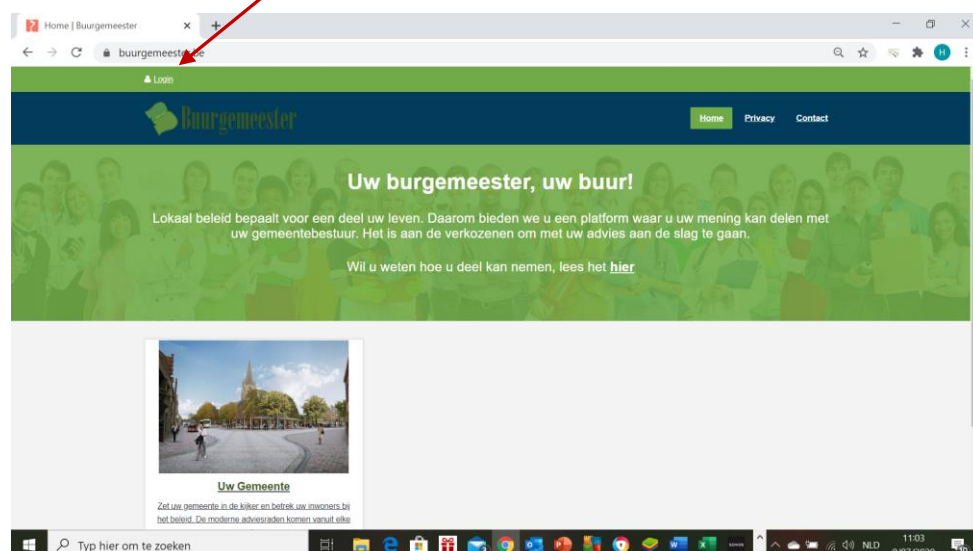 Home | Buurgemeester
buurgemeester.be
Login
Buurgemeester
Home Privacy Contact
Uw burgemeester, uw buur!
Lokaal beleid bepaalt voor een deel uw leven. Daarom bieden we u een platform waar u uw mening kan delen met
uw gemeentebestuur. Het is aan de verkozenen om met uw advies aan de slag te gaan.
Wil u weten hoe u deel kan nemen, lees het hier
Uw Gemeente
Zet uw gemeente in de kijker en betrek uw inwoners bij
het beleid. De moderne adviesraden komen vanuit elke
Typ hier om te zoeken
NLD
11:03